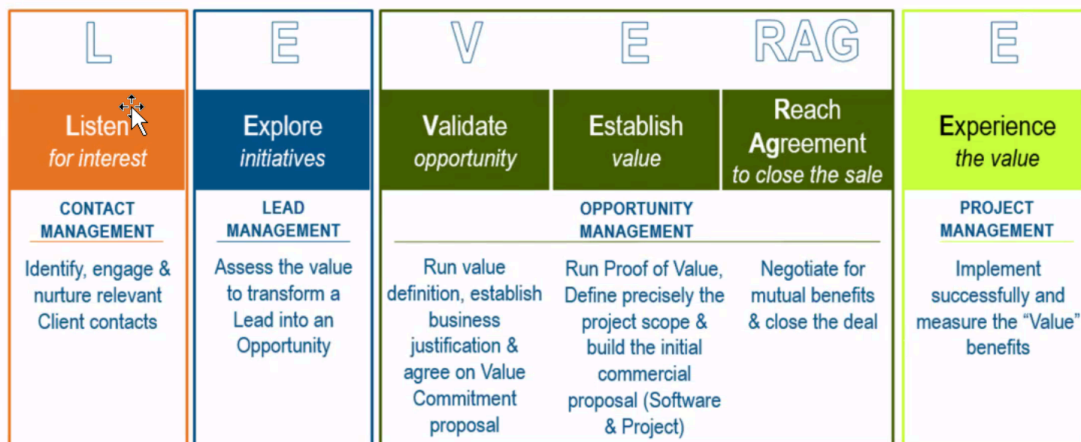 L
E
V
E
RAG
E
Listen
for interest
Explore
initiatives
Validate
opportunity
Establish
value
Reach
Agreement
to close the sale
Experience
the value
CONTACT
MANAGEMENT
Identify, engage &
nurture relevant
Client contacts
LEAD
MANAGEMENT
Assess the value
to transform a
Lead into an
Opportunity
OPPORTUNITY
MANAGEMENT
Run value
definition, establish
business
justification &
agree on Value
Commitment
proposal
Run Proof of Value,
Define precisely the
project scope &
build the initial
commercial
proposal (Software
& Project)
Negotiate for
mutual benefits
& close the deal
PROJECT
MANAGEMENT
Implement
successfully and
measure the “Value”
benefits